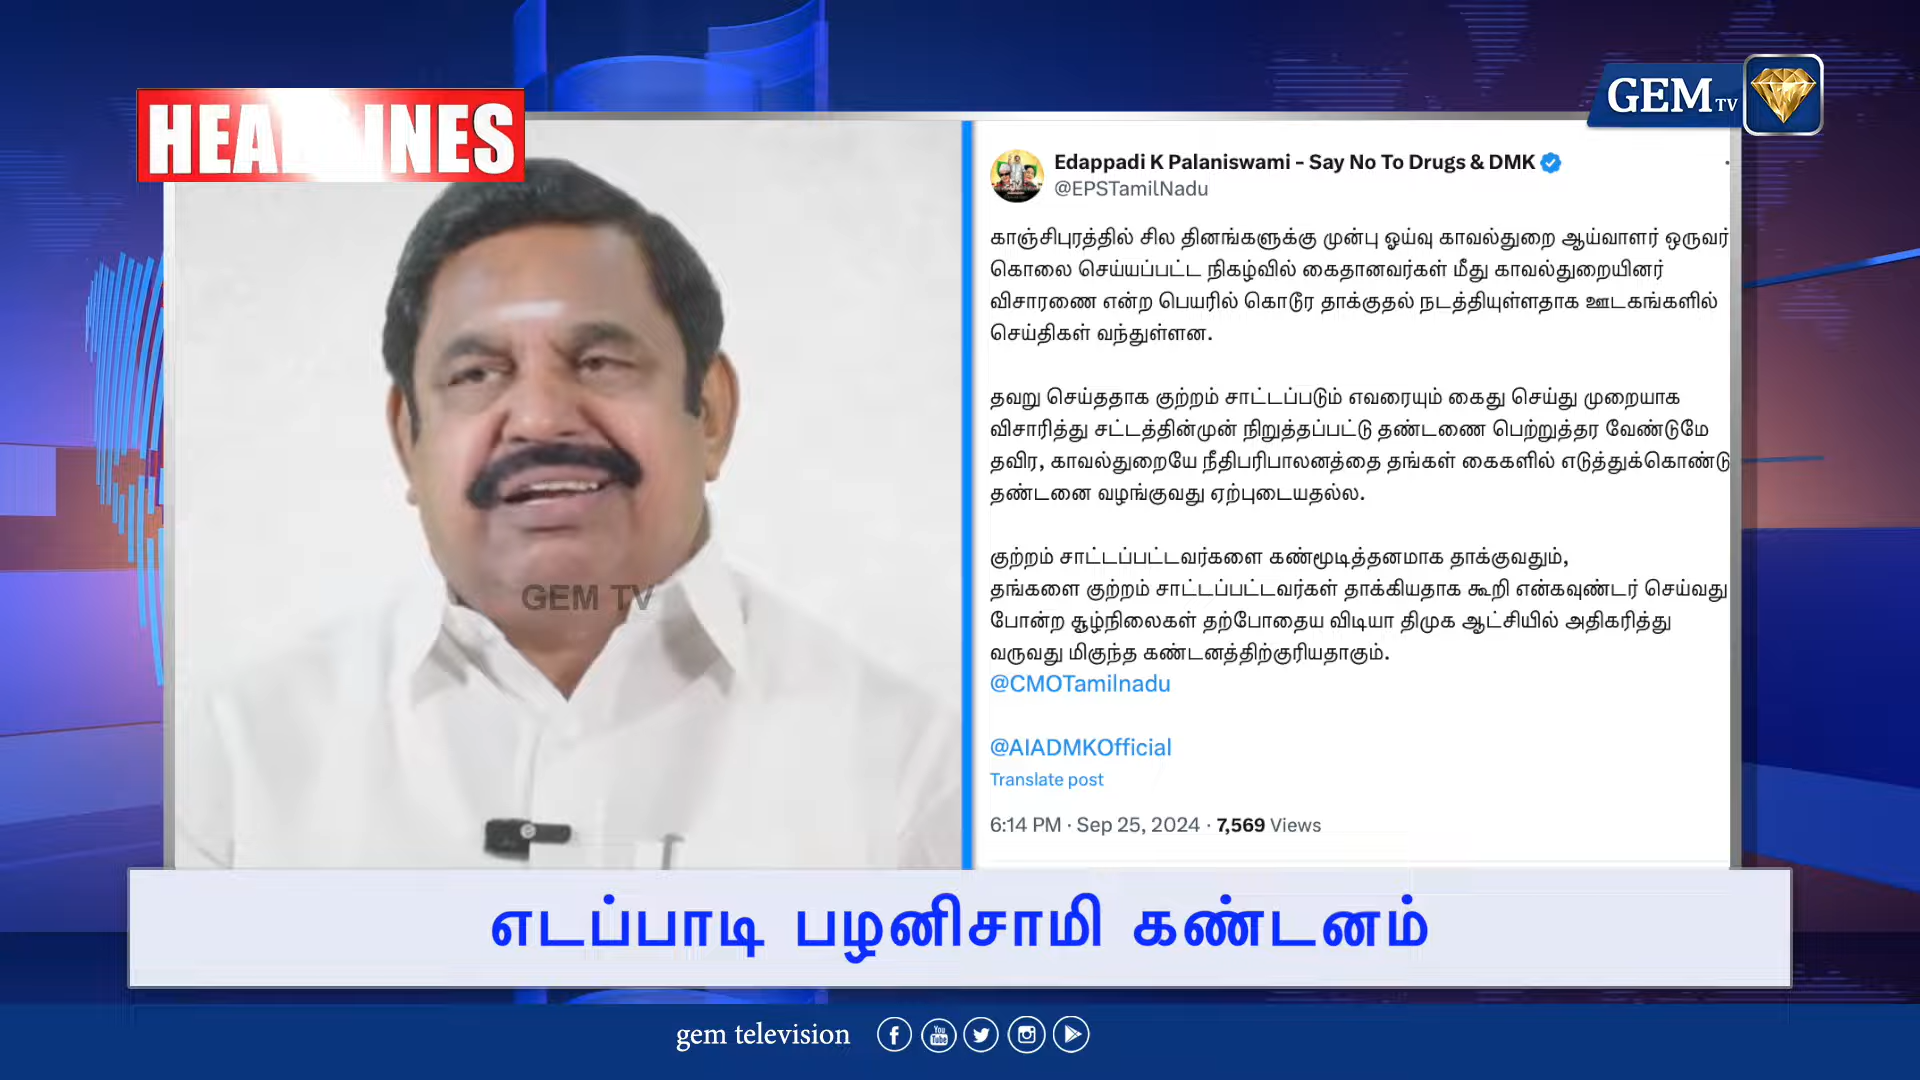 HEADLINES
GEM TV
Edappadi K Palaniswami - Say No To Drugs & DMK
@EPSTamilNadu
காஞ்சிபுரத்தில் சில தினங்களுக்கு முன்பு ஓய்வு காவல்துறை ஆய்வாளர் ஒருவர்
கொலை செய்யப்பட்ட நிகழ்வில் கைதானவர்கள் மீது காவல்துறையினர்
விசாரணை என்ற பெயரில் கொடூர தாக்குதல் நடத்தியுள்ளதாக ஊடகங்களில்
செய்திகள் வந்துள்ளன.
தவறு செய்ததாக குற்றம் சாட்டப்படும் எவரையும் கைது செய்து முறையாக
விசாரித்து சட்டத்தின்முன் நிறுத்தப்பட்டு தண்டணை பெற்றுத்தர வேண்டுமே
தவிர, காவல்துறையே நீதிபரிபாலனத்தை தங்கள் கைகளில் எடுத்துக்கொண்டு
தண்டனை வழங்குவது ஏற்புடையதல்ல.
குற்றம் சாட்டப்பட்டவர்களை கண்மூடித்தனமாக தாக்குவதும்,
தங்களை குற்றம் சாட்டப்பட்டவர்கள் தாக்கியதாக கூறி என்கவுண்டர் செய்வது
போன்ற சூழ்நிலைகள் தற்போதைய விடியா திமுக ஆட்சியில் அதிகரித்து
வருவது மிகுந்த கண்டனத்திற்குரியதாகும்.
@CMOTamilnadu
@AIADMKOfficial
Translate post
6:14 PM · Sep 25, 2024 · 7,569 Views
GEM TV
எடப்பாடி பழனிசாமி கண்டனம்
gem television
You Tube